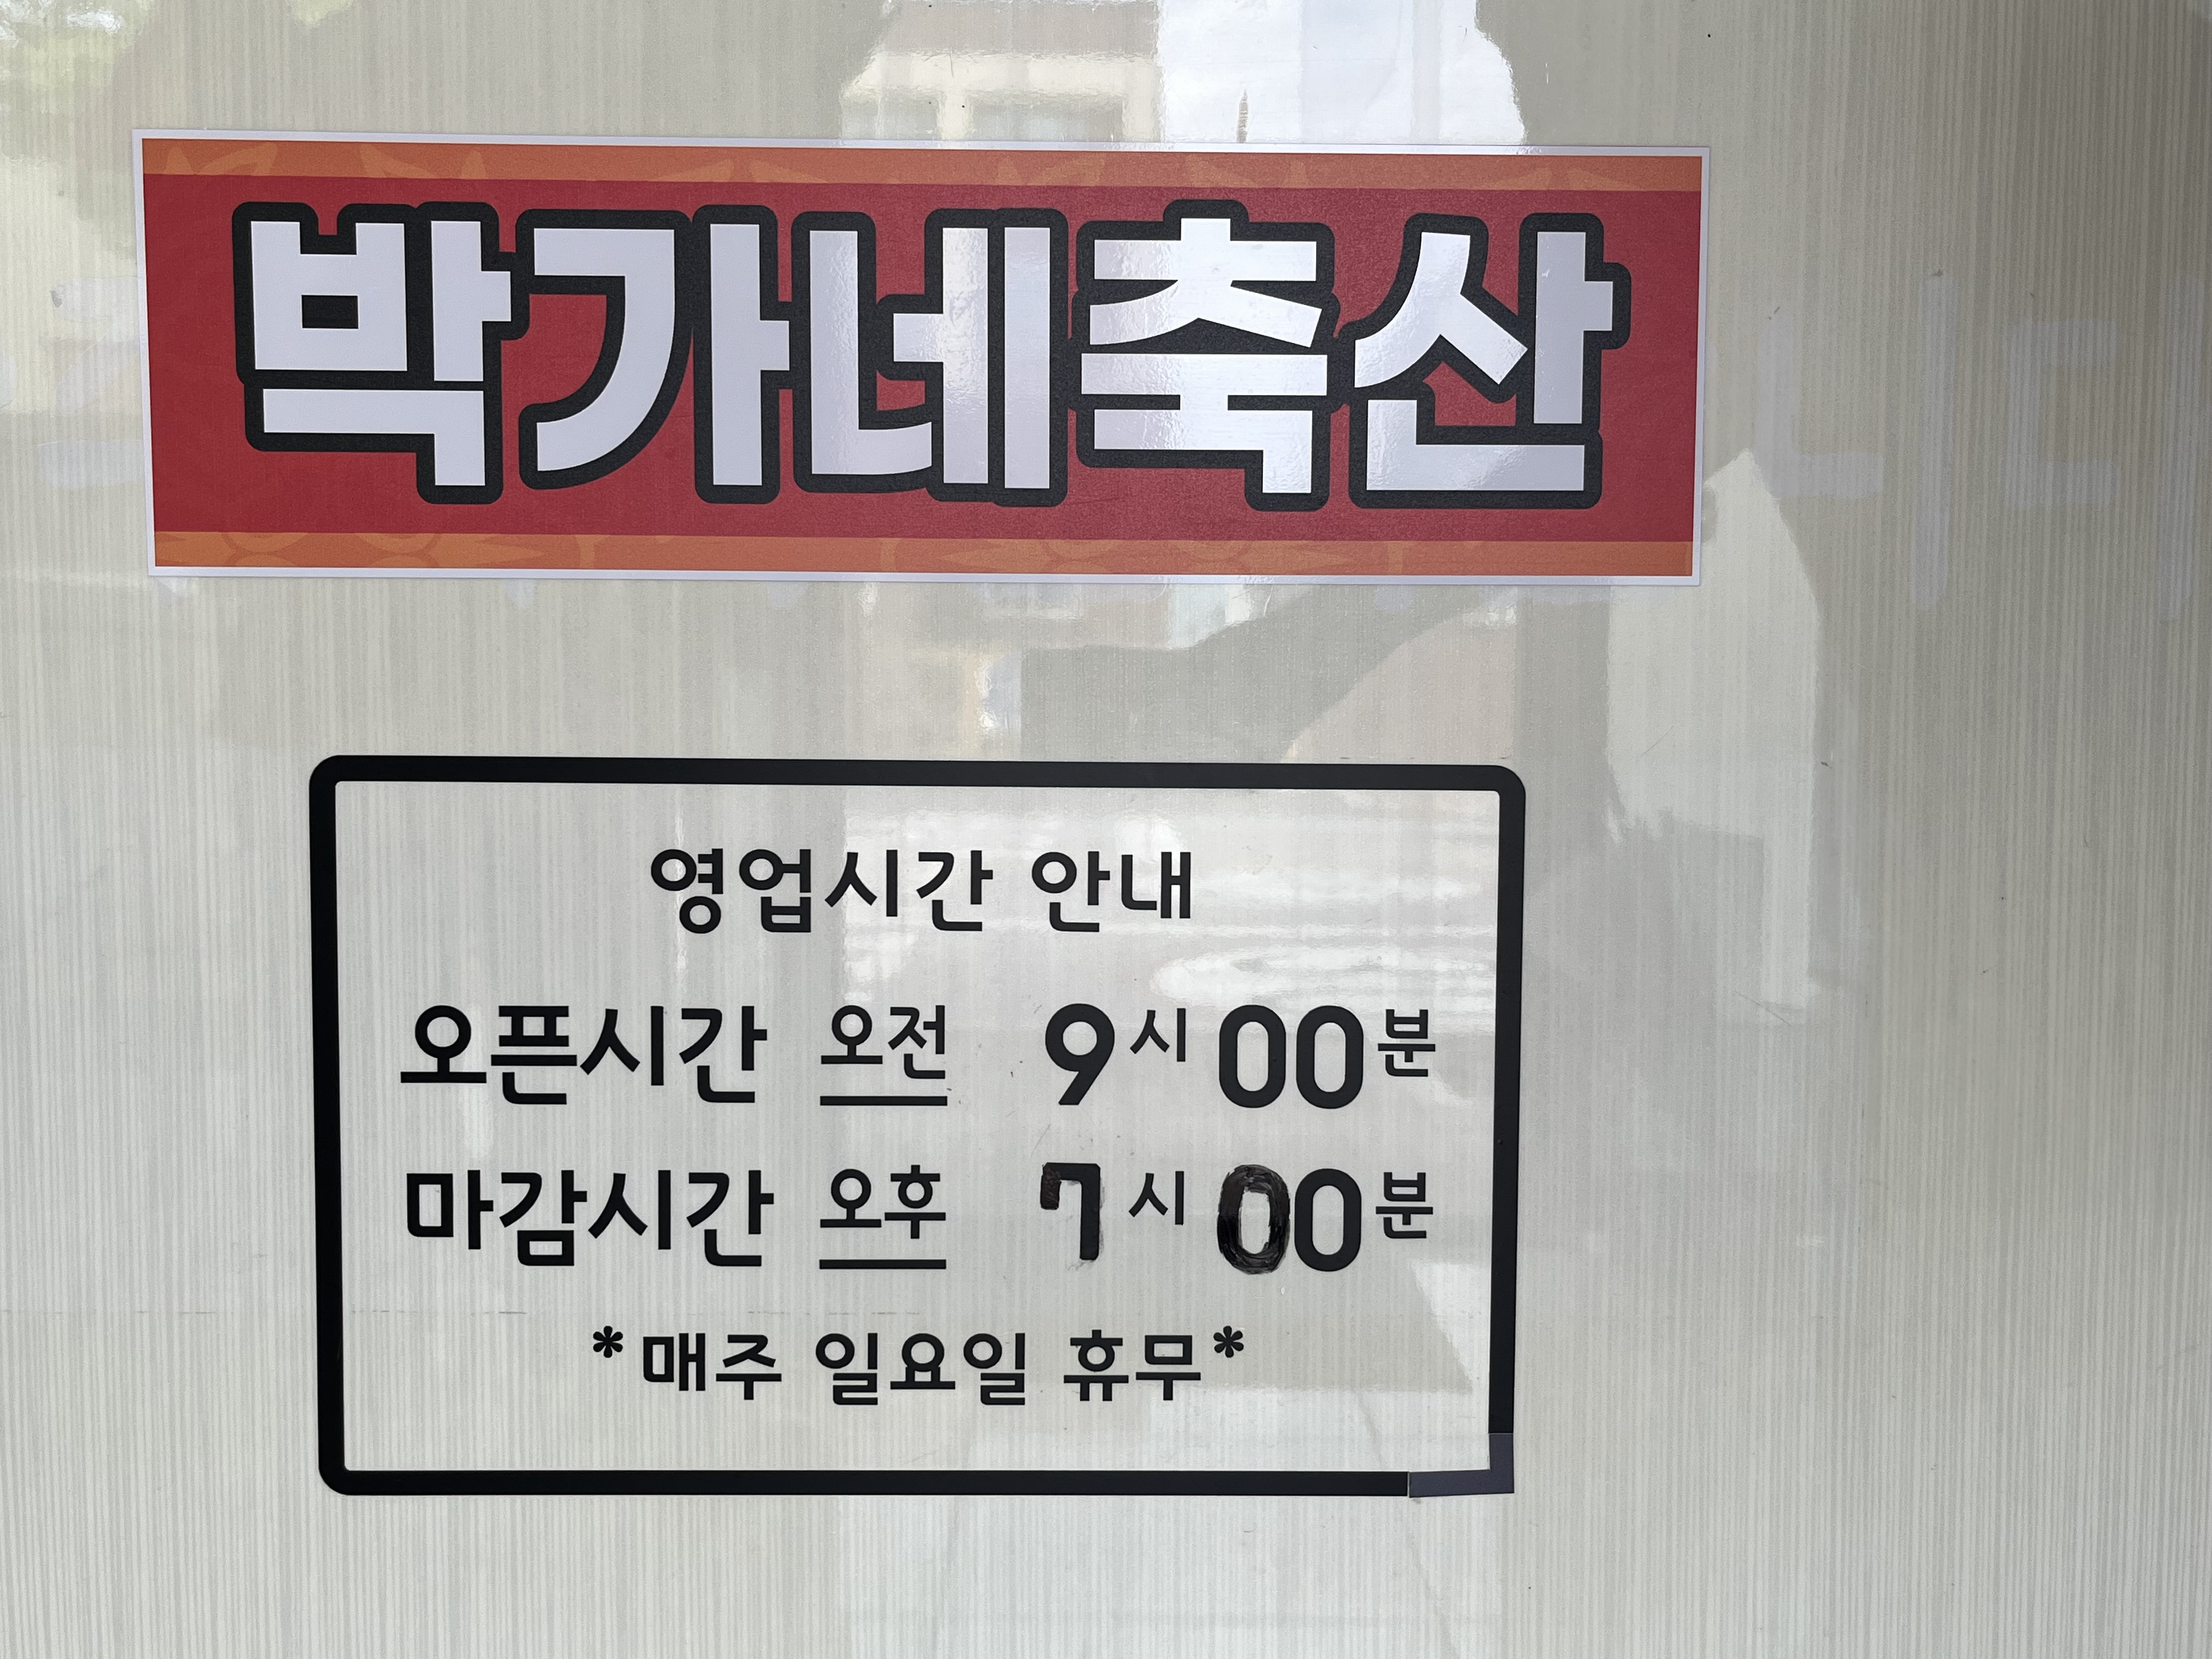 박가네축산
영업시간 안내
오픈시간 오전 9시 00분
마감시간 오후 7시 00분
*매주 일요일 휴무*